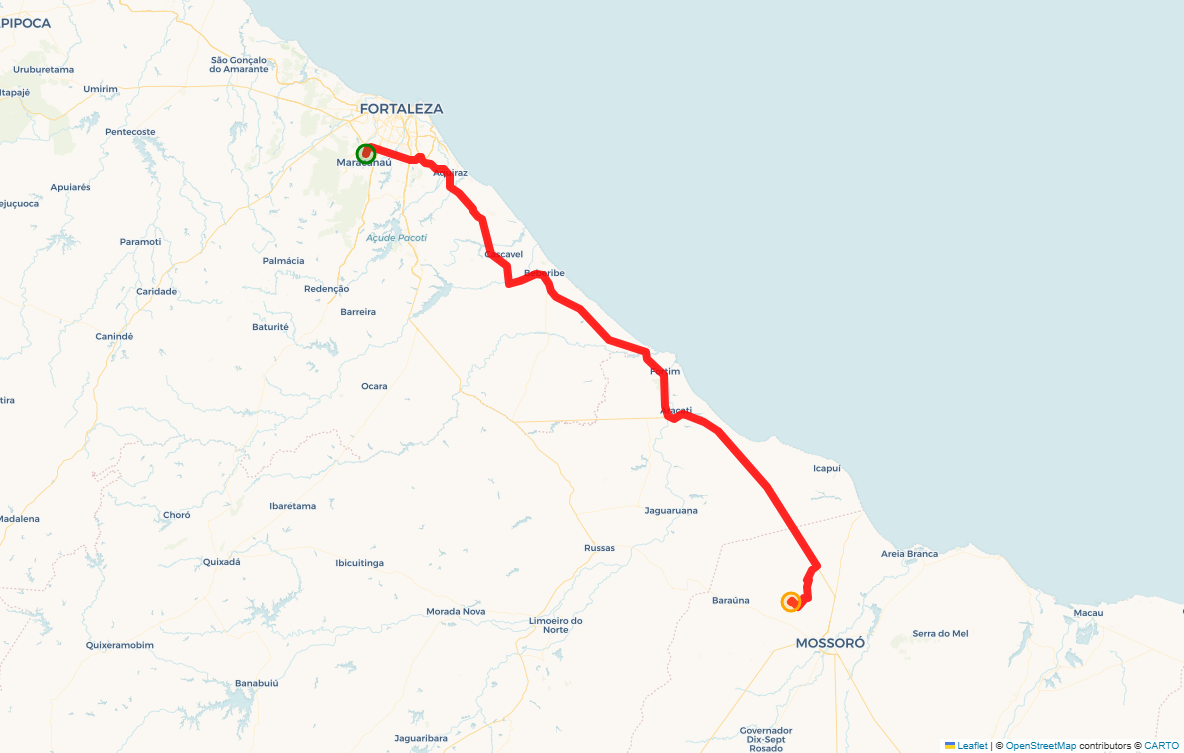 PIPOCA
São Gonçalo
do Amarante
Uruburetama
Itapajé
Umirim
FORTALEZA
Pentecoste
Maracanaú
Aquiraz
Apuiarés
ejuçuoca
Açude Pacoti
Paramoti
Cascavel
Palmácia
Beberibe
Caridade
Redenção
Barreira
Baturité
Canindé
Fortim
Ocara
tira
Aracati
Icapuí
Ibaretama
Jaguaruana
Choró
Madalena
Russas
Areia Branca
Quixadá
Ibicuitinga
Baraúna
Morada Nova
Limoeiro do
Norte
Macau
Serra do Mel
MOSSORÓ
Quixeramobim
Banabuiú
Governador
Dix-Sept
Rosado
Jaguaribara
Leaflet | © OpenStreetMap contributors © CARTO